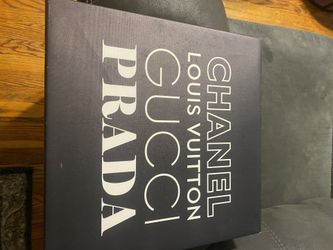 CHANEL
LOUIS VUITTON
GUCCI
PRADA